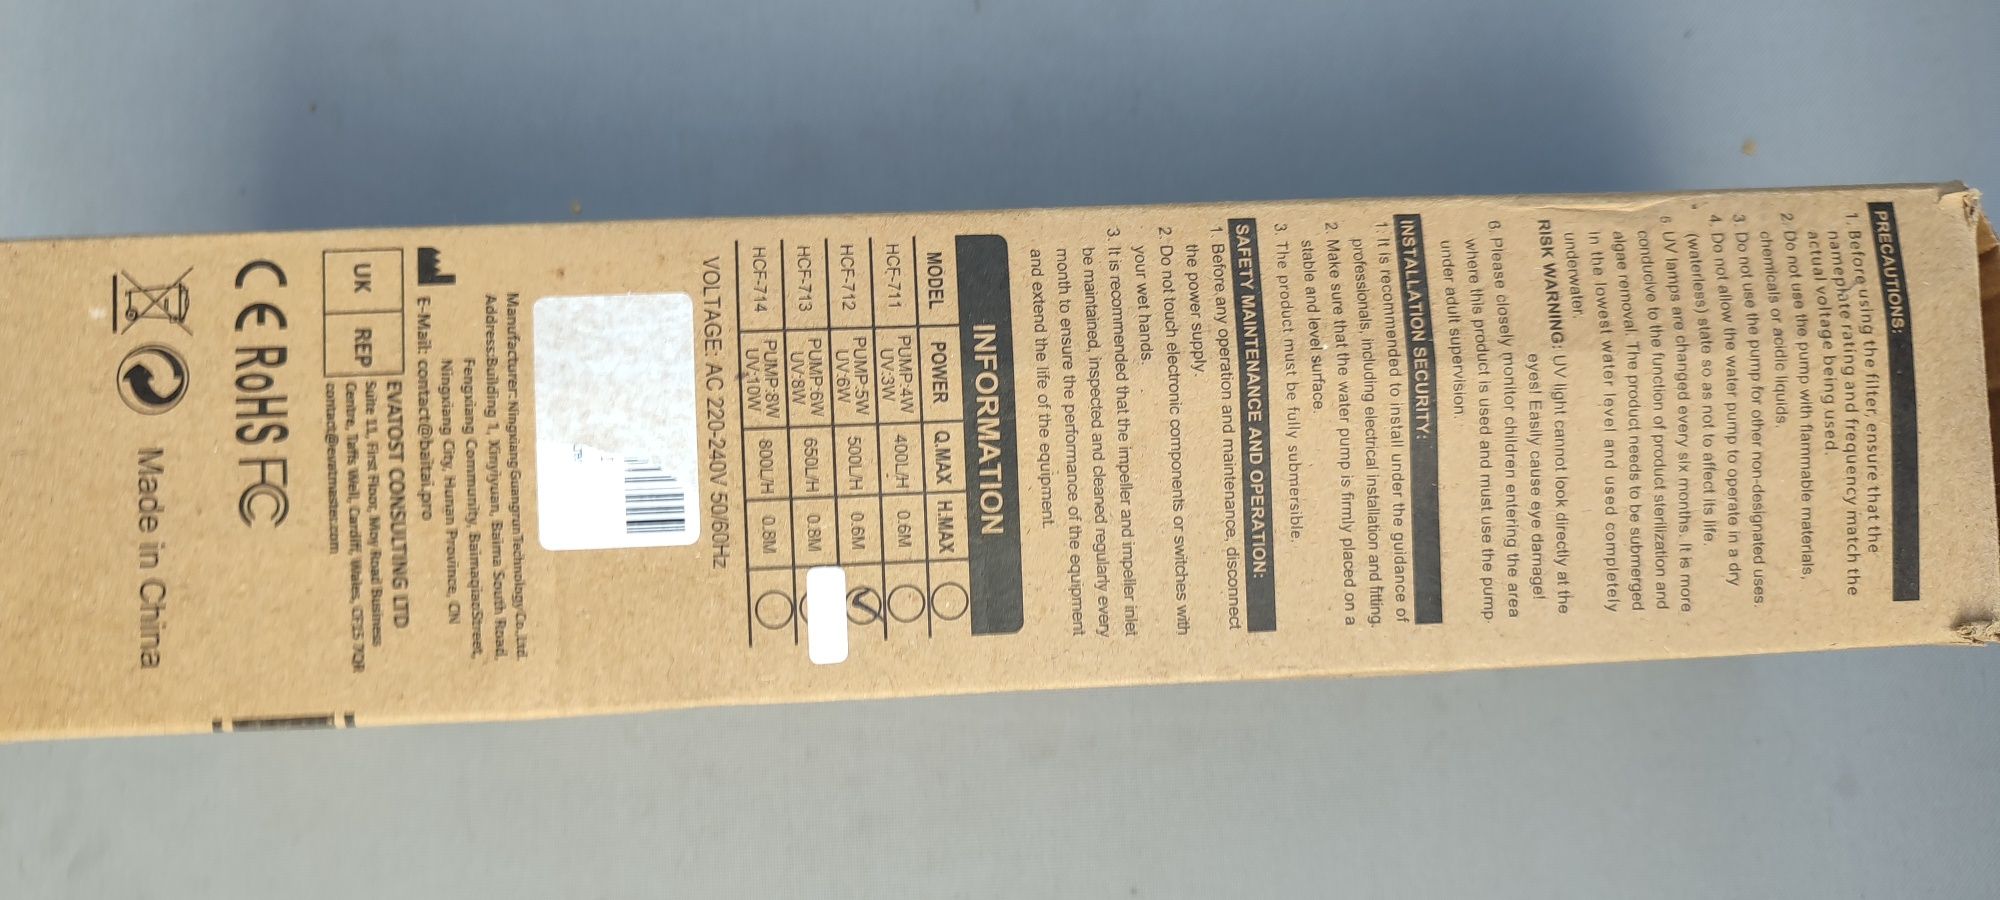 PRECAUTIONS:
1. Before using the filter, ensure that the
nameplate rating and frequency match the
actual voltage being used.
2. Do not use the pump with flammable materials,
chemicals or acidic liquids.
3. Do not use the pump for other non-designated uses.
4. Do not allow the water pump to operate in a dry
(waterless) state so as not to affect its life.
5 UV lamps are changed every six months. It is more
conducive to the function of product sterilization and
algae removal. The product needs to be submerged
in the lowest water level and used completely
underwater.
RISK WARNING: UV light cannot look directly at the
eyes! Easily cause eye damage!
6. Please closely monitor children entering the area
where this product is used and must use the pump
under adult supervision.
INSTALLATION SECURITY:
1. It is recommended to install under the guidance of
professionals, including electrical installation and fitting.
2. Make sure that the water pump is firmly placed on a
stable and level surface.
3. The product must be fully submersible.
SAFETY MAINTENANCE AND OPERATION:
1. Before any operation and maintenance, disconnect
the power supply.
2. Do not touch electronic components or switches with
your wet hands.
3. It is recommended that the impeller and impeller inlet
be maintained, inspected and cleaned regularly every
month to ensure the performance of the equipment
and extend the life of the equipment.
INFORMATION
MODEL POWER Q.MAX H.MAX
HCF-711 PUMP:4W UV:3W 400L/H 0.6M
HCF-712 PUMP:5W UV:6W 500L/H 0.6M
HCF-713 PUMP:6W UV:8W 650L/H 0.8M
HCF-714 PUMP:8W UV:10W 800L/H 0.8M
VOLTAGE: AC 220-240V 50/60Hz
Manufacturer: Ningxiang Guangrun Technology Co.,Ltd.
Address:Building 1, Xinyiyuan, Baima South Road,
Fengxiang Community, BaimaqiaoStreet,
Ningxiang City, Hunan Province, CN
E-Mail: contact@baitai.pro
UK REP
EVATOST CONSULTING LTD
Suite 11, First Floor, Moy Road Business
Centre, Taffs Well, Cardiff, Wales, CF15 7QR
contact@evatmaster.com
CE RoHS FC
Made in China